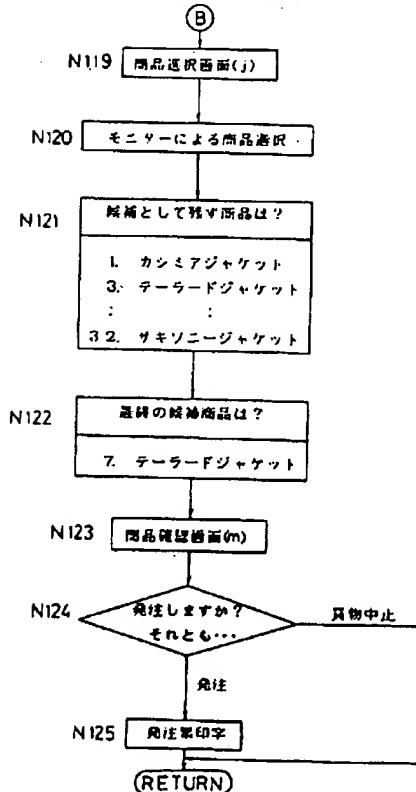 B
N119 商品選択画面(j)
N120 モニターによる商品選択
N121 候補として残す商品は？
1. カシミアジャケット
3. テーラードジャケット
: :
32. サキソニージャケット
N122 最終の候補商品は？
7. テーラードジャケット
N123 商品確認画面(m)
N124 発注しますか？
それとも…
買物中止
発注
N125 発注票印字
RETURN